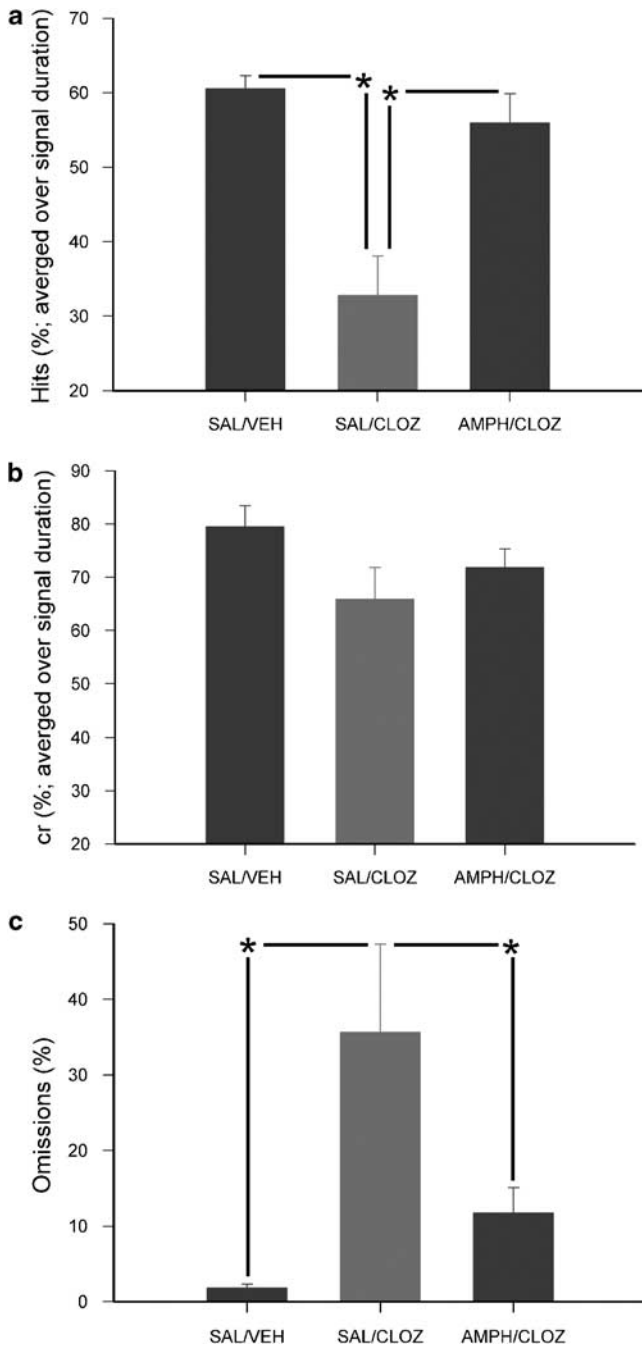 a
Hits (%; averged over signal duration)
70
60
50
40
30
20
* *
SAL/VEH SAL/CLOZ AMPH/CLOZ
b
cr (%; averged over signal duration)
90
80
70
60
50
40
30
20
SAL/VEH SAL/CLOZ AMPH/CLOZ
c
Omissions (%)
50
40
30
20
10
0
* *
SAL/VEH SAL/CLOZ AMPH/CLOZ